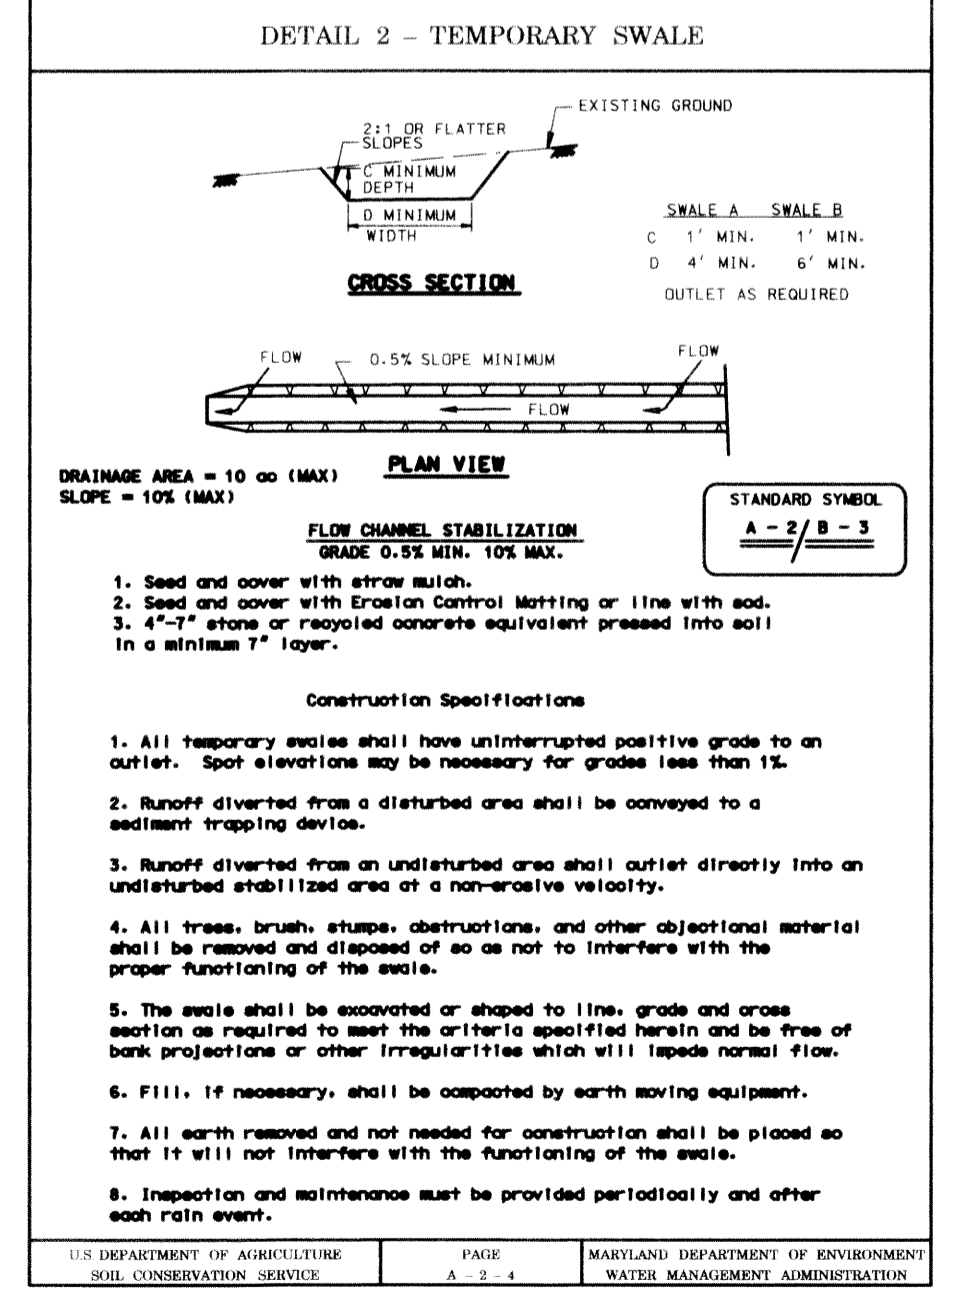 DETAIL 2 – TEMPORARY SWALE
EXISTING GROUND
2:1 OR FLATTER
SLOPES
C MINIMUM
DEPTH
D MINIMUM
WIDTH
SWALE A SWALE B
C 1' MIN. 1' MIN.
D 4' MIN. 6' MIN.
OUTLET AS REQUIRED
CROSS SECTION
FLOW
0.5% SLOPE MINIMUM
FLOW
FLOW
PLAN VIEW
DRAINAGE AREA = 10 ac (MAX)
SLOPE = 10% (MAX)
STANDARD SYMBOL
A - 2 / B - 3
FLOW CHANNEL STABILIZATION
GRADE 0.5% MIN. 10% MAX.
1. Seed and cover with straw mulch.
2. Seed and cover with Erosion Control Matting or line with sod.
3. 4"-7" stone or recycled concrete equivalent pressed into soil
in a minimum 7" layer.
Construction Specifications
1. All temporary swales shall have uninterrupted positive grade to an
outlet. Spot elevations may be necessary for grades less than 1%.
2. Runoff diverted from a disturbed area shall be conveyed to a
sediment trapping device.
3. Runoff diverted from an undisturbed area shall outlet directly into an
undisturbed stabilized area at a non-erosive velocity.
4. All trees, brush, stumps, obstructions, and other objectional material
shall be removed and disposed of so as not to interfere with the
proper functioning of the swale.
5. The swale shall be excavated or shaped to line, grade and cross
section as required to meet the criteria specified herein and be free of
bank projections or other irregularities which will impede normal flow.
6. Fill, if necessary, shall be compacted by earth moving equipment.
7. All earth removed and not needed for construction shall be placed so
that it will not interfere with the functioning of the swale.
8. Inspection and maintenance must be provided periodically and after
each rain event.
U.S. DEPARTMENT OF AGRICULTURE
SOIL CONSERVATION SERVICE
PAGE
A - 2 - 4
MARYLAND DEPARTMENT OF ENVIRONMENT
WATER MANAGEMENT ADMINISTRATION